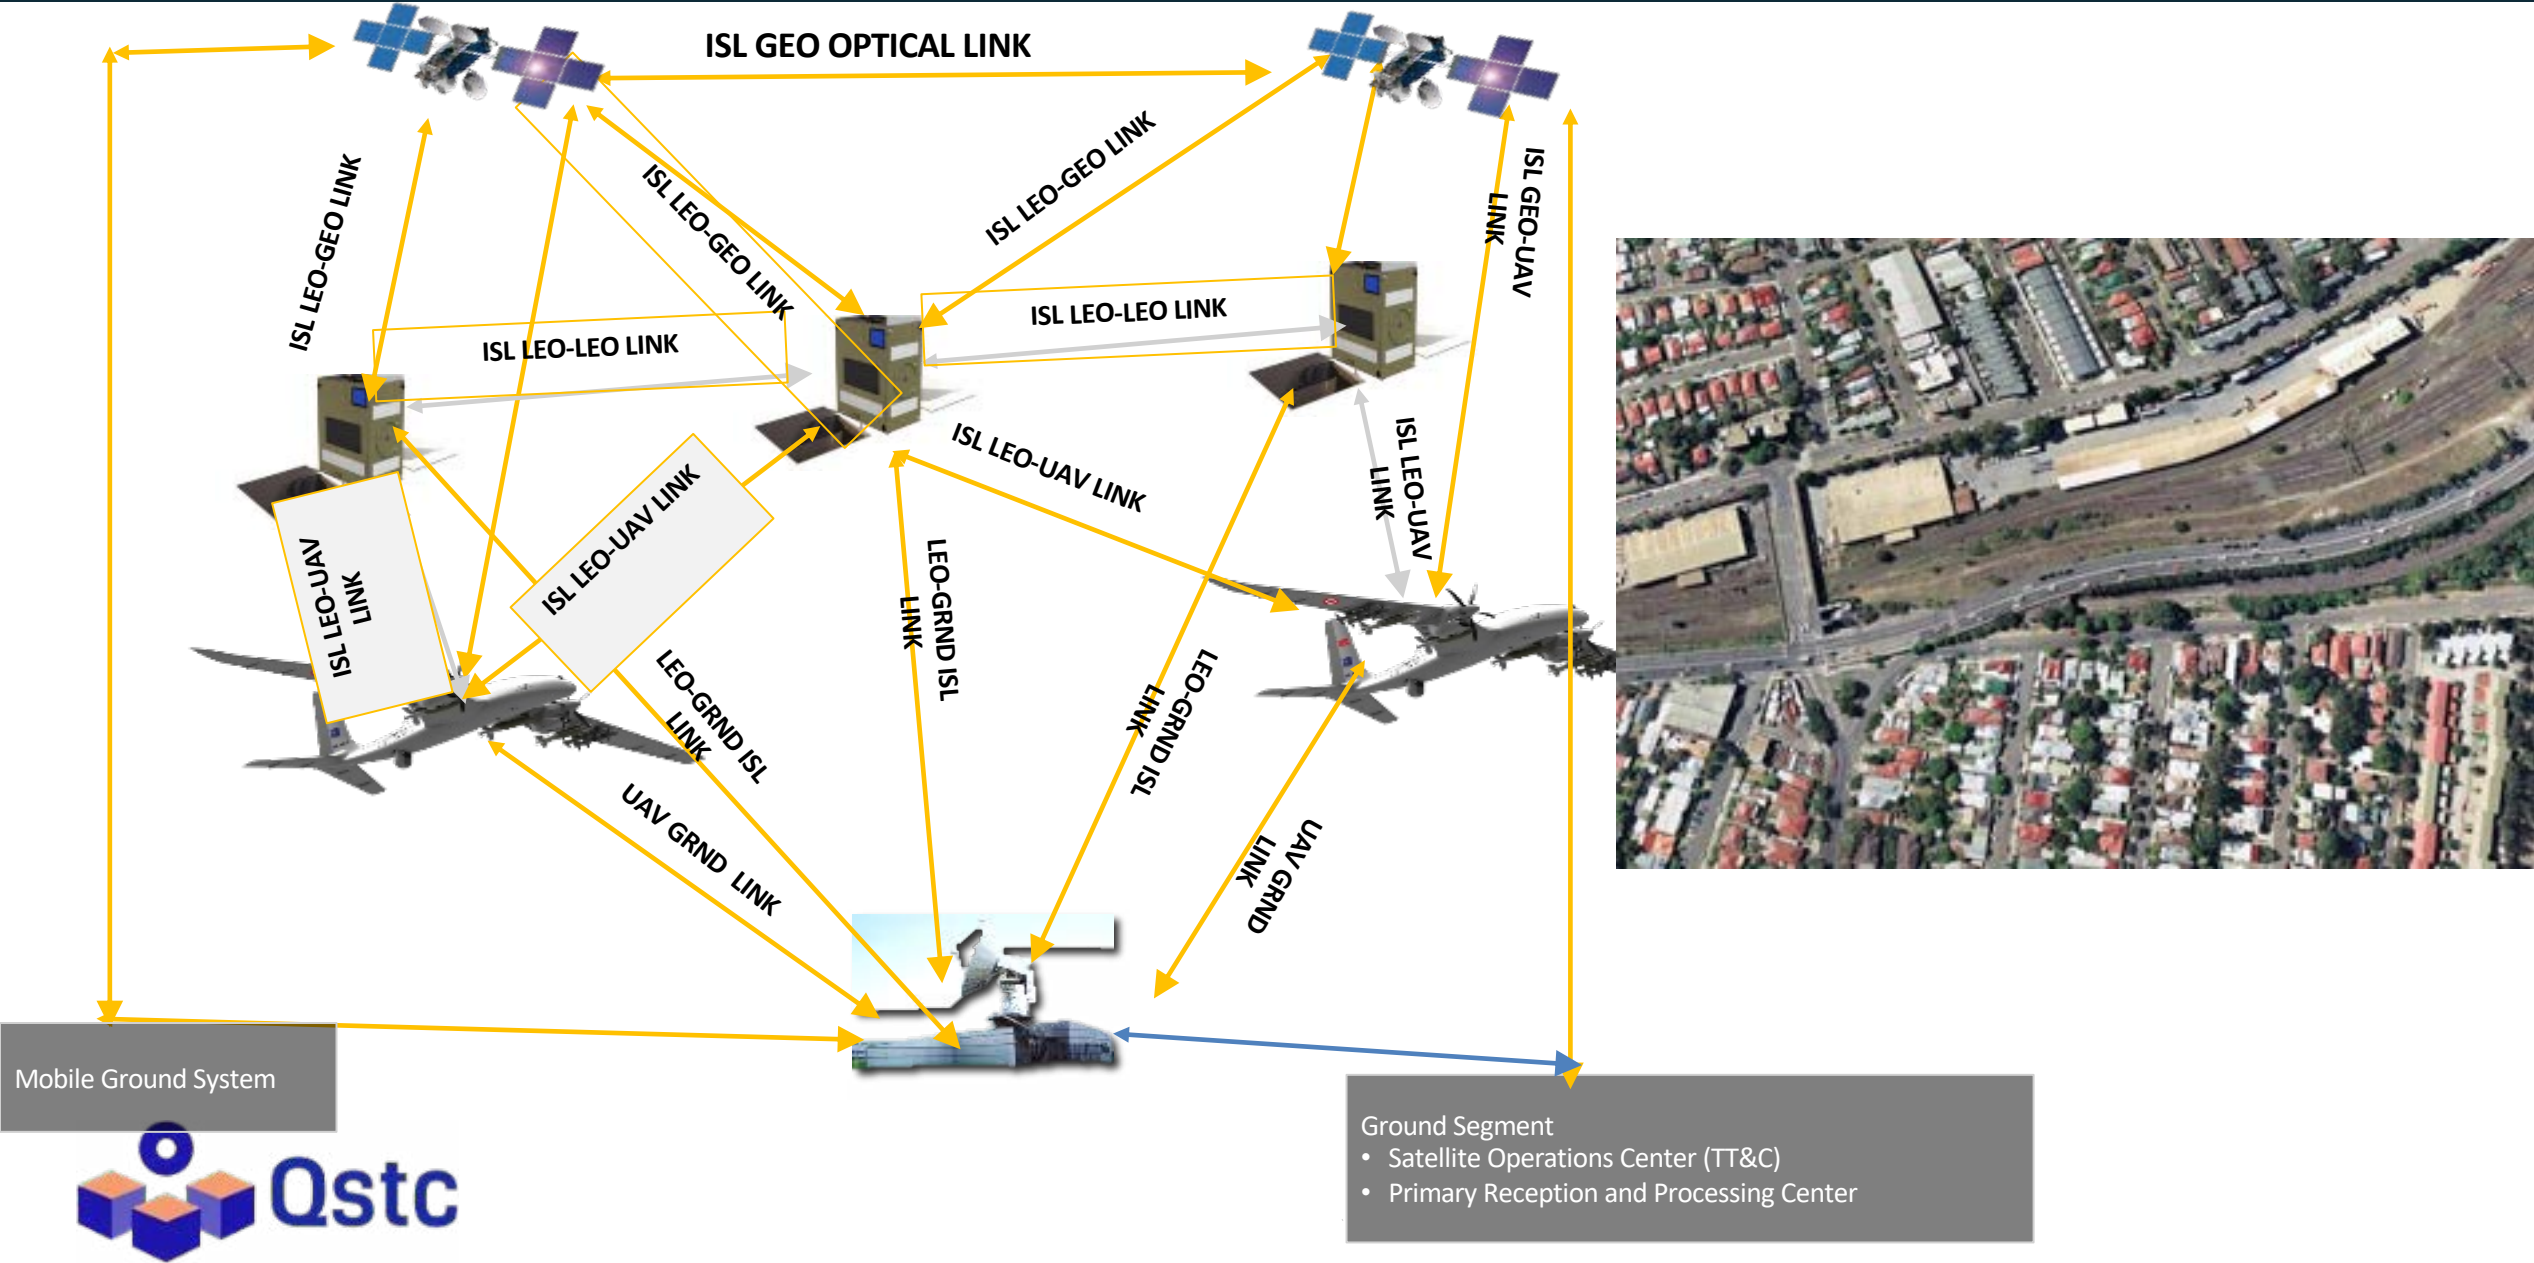 ISL GEO OPTICAL LINK
ISL LEO-GEO LINK
ISL LEO-GEO LINK
ISL LEO-GEO LINK
ISL GEO-UAV
LINK
ISL LEO-LEO LINK
ISL LEO-LEO LINK
ISL LEO-UAV
LINK
ISL LEO-UAV LINK
ISL LEO-UAV LINK
ISL LEO-UAV
LINK
LEO-GRND ISL
LINK
LEO-GRND ISL
LINK
LEO-GRND ISL
LINK
UAV GRND  LINK
UAV GRND
LINK
Mobile Ground System
Qstc
Ground Segment
• Satellite Operations Center (TT&C)
• Primary Reception and Processing Center